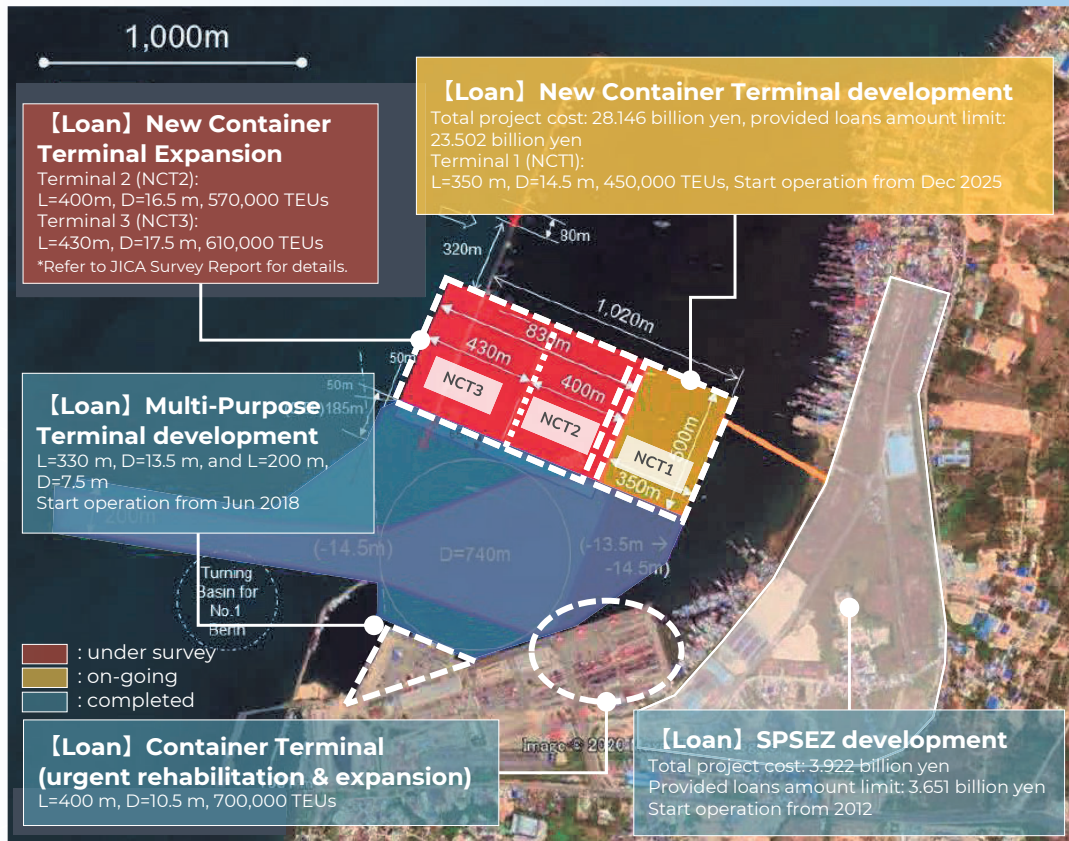 1,000m
【Loan】New Container Terminal development
Total project cost: 28.146 billion yen, provided loans amount limit:
23.502 billion yen
Terminal 1 (NCT1):
L=350 m, D=14.5 m, 450,000 TEUs, Start operation from Dec 2025
【Loan】New Container
Terminal Expansion
Terminal 2 (NCT2):
L=400m, D=16.5 m, 570,000 TEUs
Terminal 3 (NCT3):
L=430m, D=17.5 m, 610,000 TEUs
*Refer to JICA Survey Report for details.
80m
320m
1,020m
430m
400m
50m
NCT3
NCT2
NCT1
350m
50m
185m
【Loan】Multi-Purpose
Terminal development
L=330 m, D=13.5 m, and L=200 m,
D=7.5 m
Start operation from Jun 2018
200m
(-14.5m)
D=740m
(-13.5m →
-14.5m)
Turning
Basin for
No.1
Berth
: under survey
: on-going
: completed
【Loan】Container Terminal
(urgent rehabilitation & expansion)
L=400 m, D=10.5 m, 700,000 TEUs
Image © 2020
【Loan】SPSEZ development
Total project cost: 3.922 billion yen
Provided loans amount limit: 3.651 billion yen
Start operation from 2012